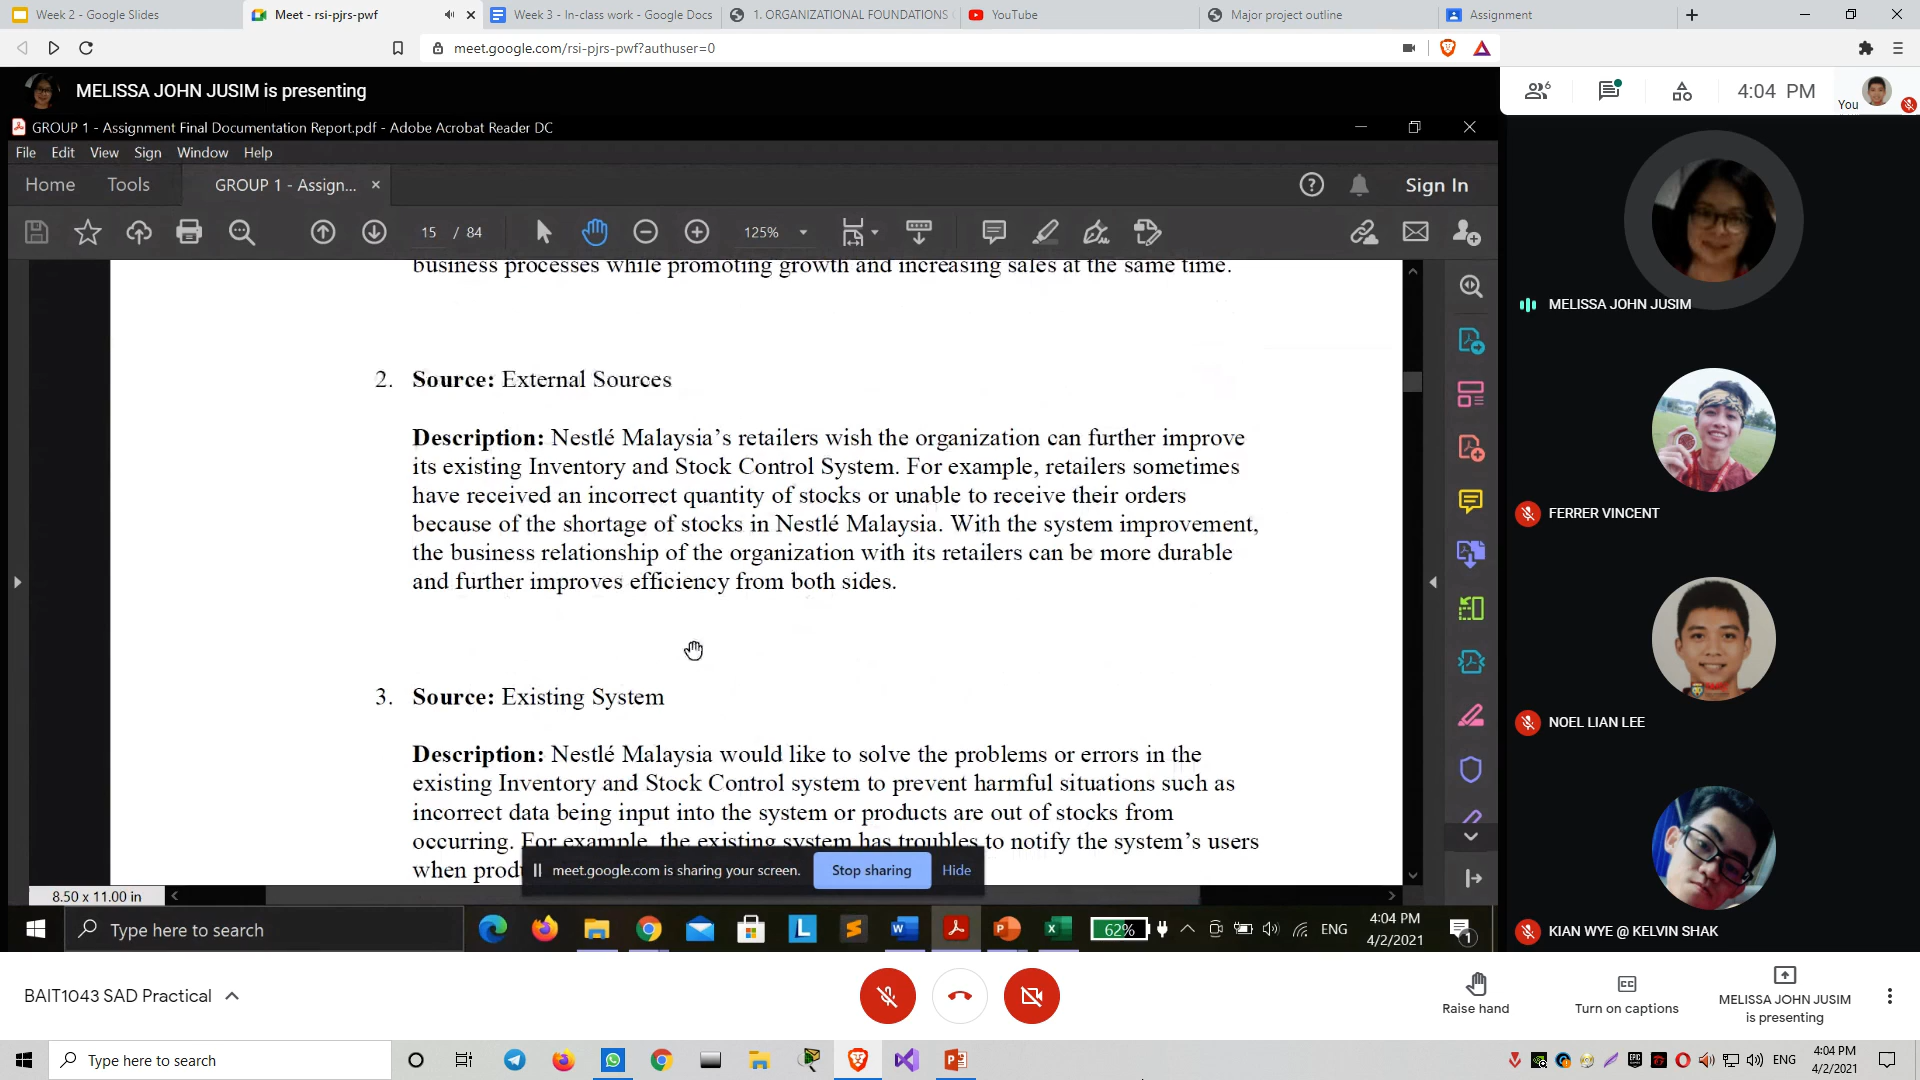 Week 2 - Google Slides
Meet - rsi-pjrs-pwf
Week 3 - In-class work - Google Docs
1. ORGANIZATIONAL FOUNDATIONS
YouTube
Major project outline
Assignment
meet.google.com/rsi-pjrs-pwf?authuser=0
MELISSA JOHN JUSIM is presenting
6
4:04 PM
You
GROUP 1 - Assignment Final Documentation Report.pdf - Adobe Acrobat Reader DC
File Edit View Sign Window Help
Home Tools GROUP 1 - Assign... Sign In
15 / 84 125%
business processes while promoting growth and increasing sales at the same time.
2. Source: External Sources
Description: Nestlé Malaysia’s retailers wish the organization can further improve
its existing Inventory and Stock Control System. For example, retailers sometimes
have received an incorrect quantity of stocks or unable to receive their orders
because of the shortage of stocks in Nestlé Malaysia. With the system improvement,
the business relationship of the organization with its retailers can be more durable
and further improves efficiency from both sides.
3. Source: Existing System
Description: Nestlé Malaysia would like to solve the problems or errors in the
existing Inventory and Stock Control system to prevent harmful situations such as
incorrect data being input into the system or products are out of stocks from
occurring. For example, the existing system has troubles to notify the system’s users
when produ
meet.google.com is sharing your screen. Stop sharing Hide
8.50 x 11.00 in
Type here to search
62%
ENG
4:04 PM
4/2/2021
1
MELISSA JOHN JUSIM
FERRER VINCENT
NOEL LIAN LEE
KIAN WYE @ KELVIN SHAK
BAIT1043 SAD Practical
Raise hand
Turn on captions
MELISSA JOHN JUSIM
is presenting
Type here to search
ENG
4:04 PM
4/2/2021